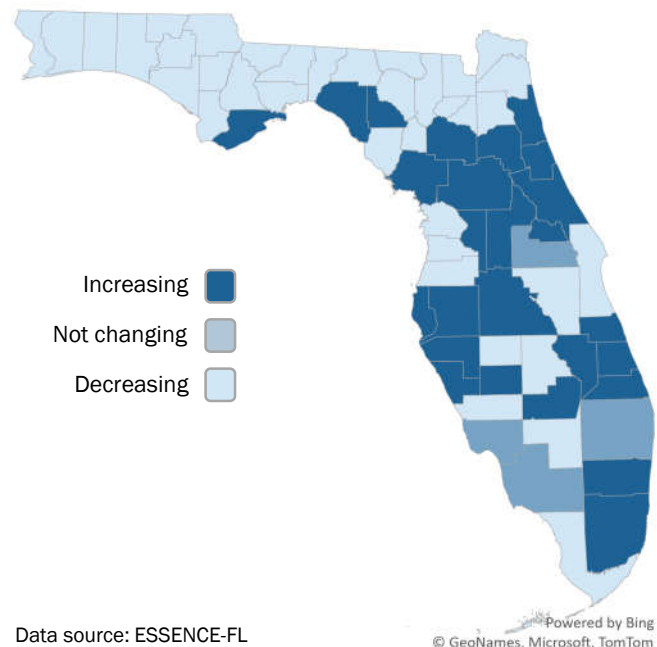 Increasing
Not changing
Decreasing
Data source: ESSENCE-FL
Powered by Bing
© GeoNames, Microsoft, TomTom